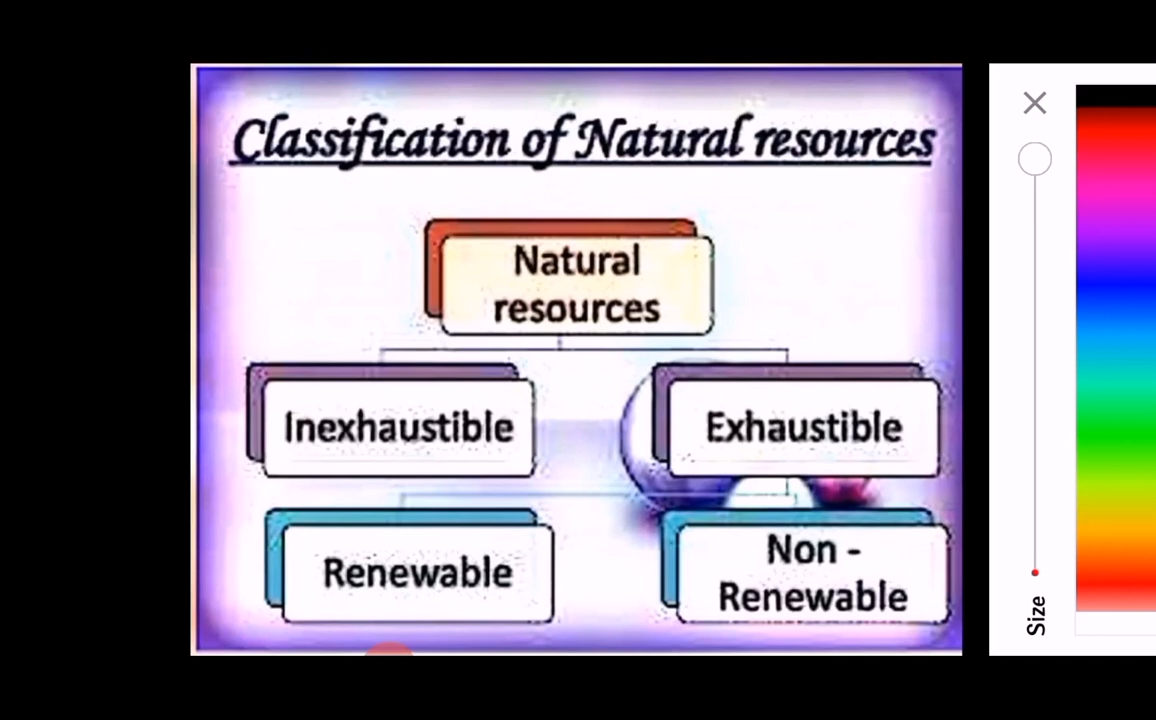 Classification of Natural resources
Natural
resources
Inexhaustible
Exhaustible
Renewable
Non -
Renewable
Size